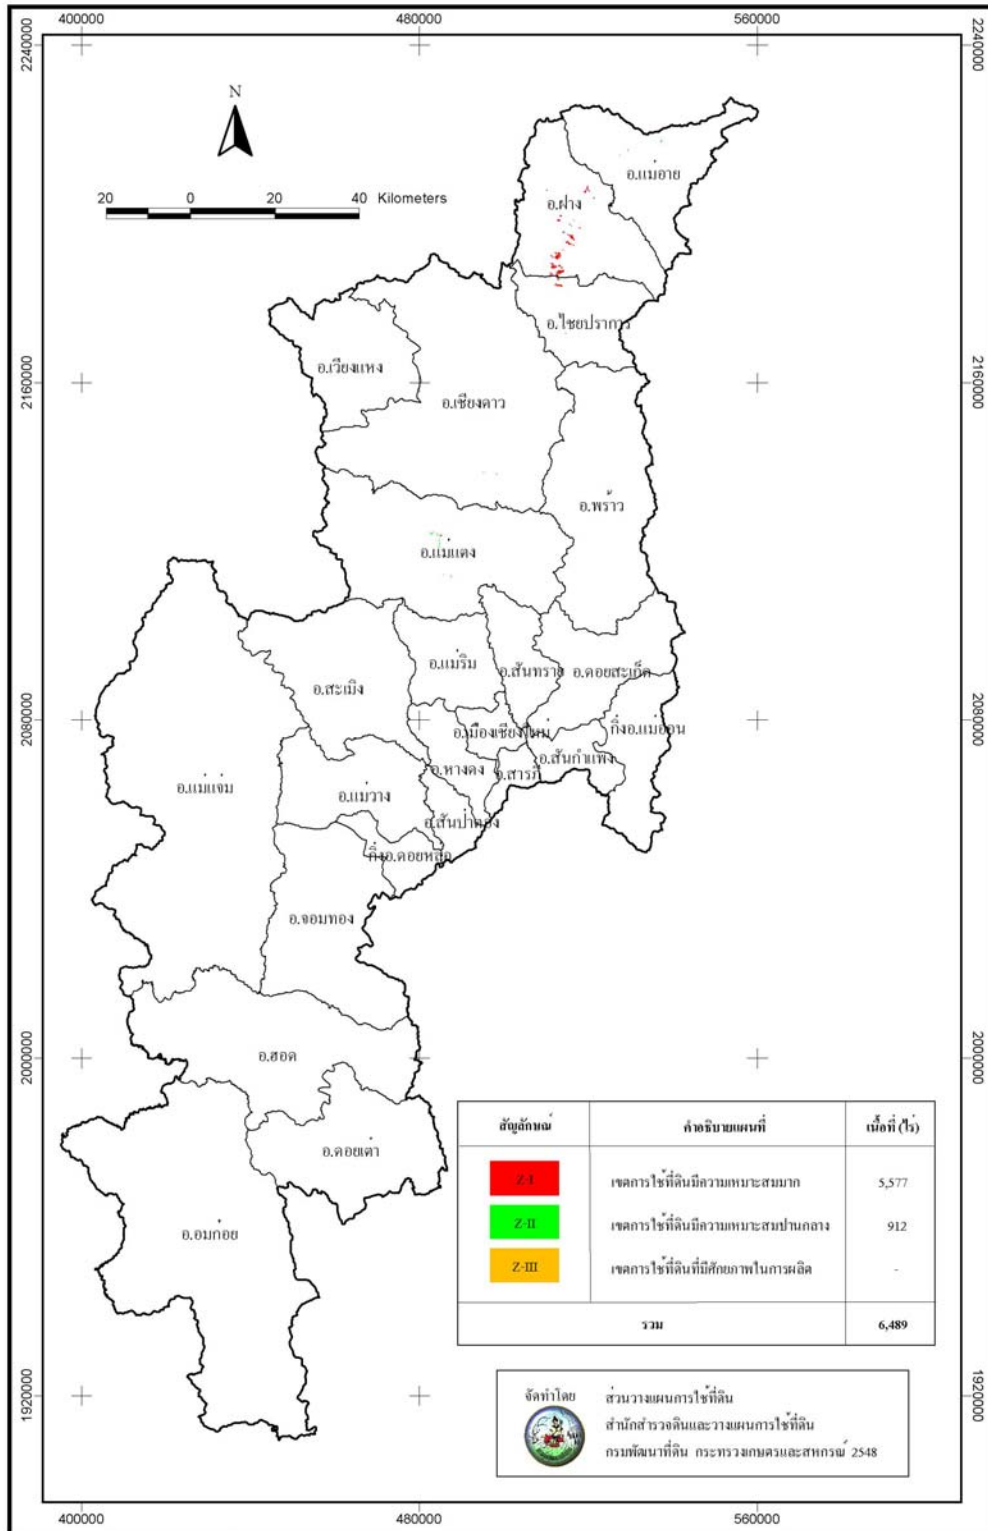 400000 480000 560000
2240000 2240000
N
20 0 20 40 Kilometers
อ.แม่อาย
อ.ฝาง
อ.ไชยปราการ
อ.เวียงแหง
2160000 2160000
อ.เชียงดาว
อ.พร้าว
อ.แม่แตง
อ.แม่ริม
อ.สันทราย
อ.ดอยสะเก็ด
อ.สะเมิง
2080000 2080000
อ.เมืองเชียงใหม่
กิ่งอ.แม่ออน
อ.สันกำแพง
อ.หางดง
อ.สารภี
อ.แม่แจ่ม
อ.แม่วาง
อ.สันป่าตอง
กิ่งอ.ดอยหล่อ
อ.จอมทอง
อ.ฮอด
2000000 2000000
อ.ดอยเต่า
อ.อมก๋อย
สัญลักษณ์ คำอธิบายแผนที่ เนื้อที่ (ไร่)
Z-I เขตการใช้ที่ดินมีความเหมาะสมมาก 5,577
Z-II เขตการใช้ที่ดินมีความเหมาะสมปานกลาง 912
Z-III เขตการใช้ที่ดินที่มีศักยภาพในการผลิต -
รวม 6,489
จัดทำโดย ส่วนวางแผนการใช้ที่ดิน
สำนักสำรวจดินและวางแผนการใช้ที่ดิน
กรมพัฒนาที่ดิน กระทรวงเกษตรและสหกรณ์ 2548
1920000 1920000
400000 480000 560000